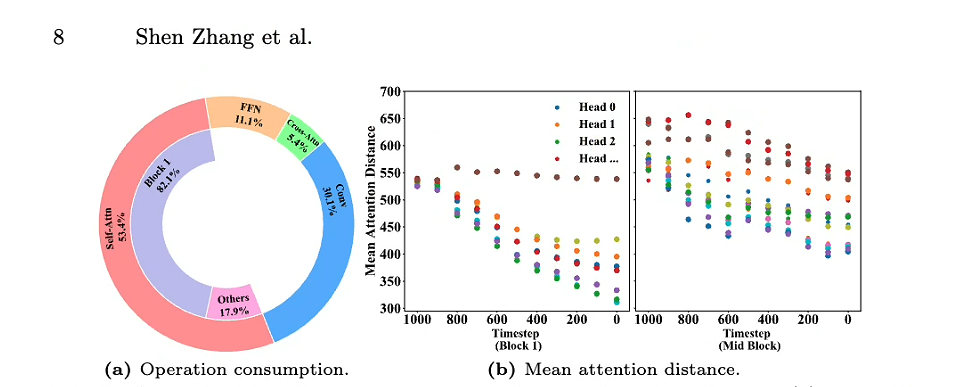 8 Shen Zhang et al.
FFN
11.1%
Cross-Attn
5.4%
Conv
30.1%
Self-Attn
53.4%
Block 1
82.1%
Others
17.9%
Mean Attention Distance
700
650
600
550
500
450
400
350
300
Head 0
Head 1
Head 2
Head ...
1000 800 600 400 200 0
Timestep
(Block 1)
1000 800 600 400 200 0
Timestep
(Mid Block)
(a) Operation consumption.
(b) Mean attention distance.